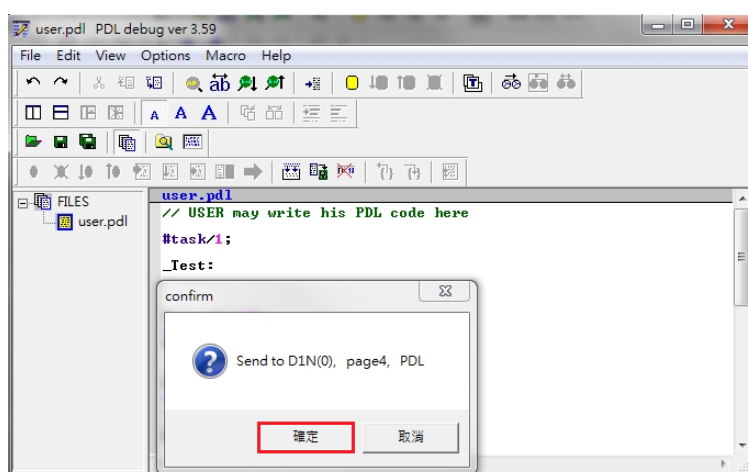 user.pdl PDL debug ver 3.59
File Edit View Options Macro Help
A A A
FILES
user.pdl
user.pdl
// USER may write his PDL code here
#task/1;
_Test:
confirm
Send to D1N(0), page4, PDL
確定
取消